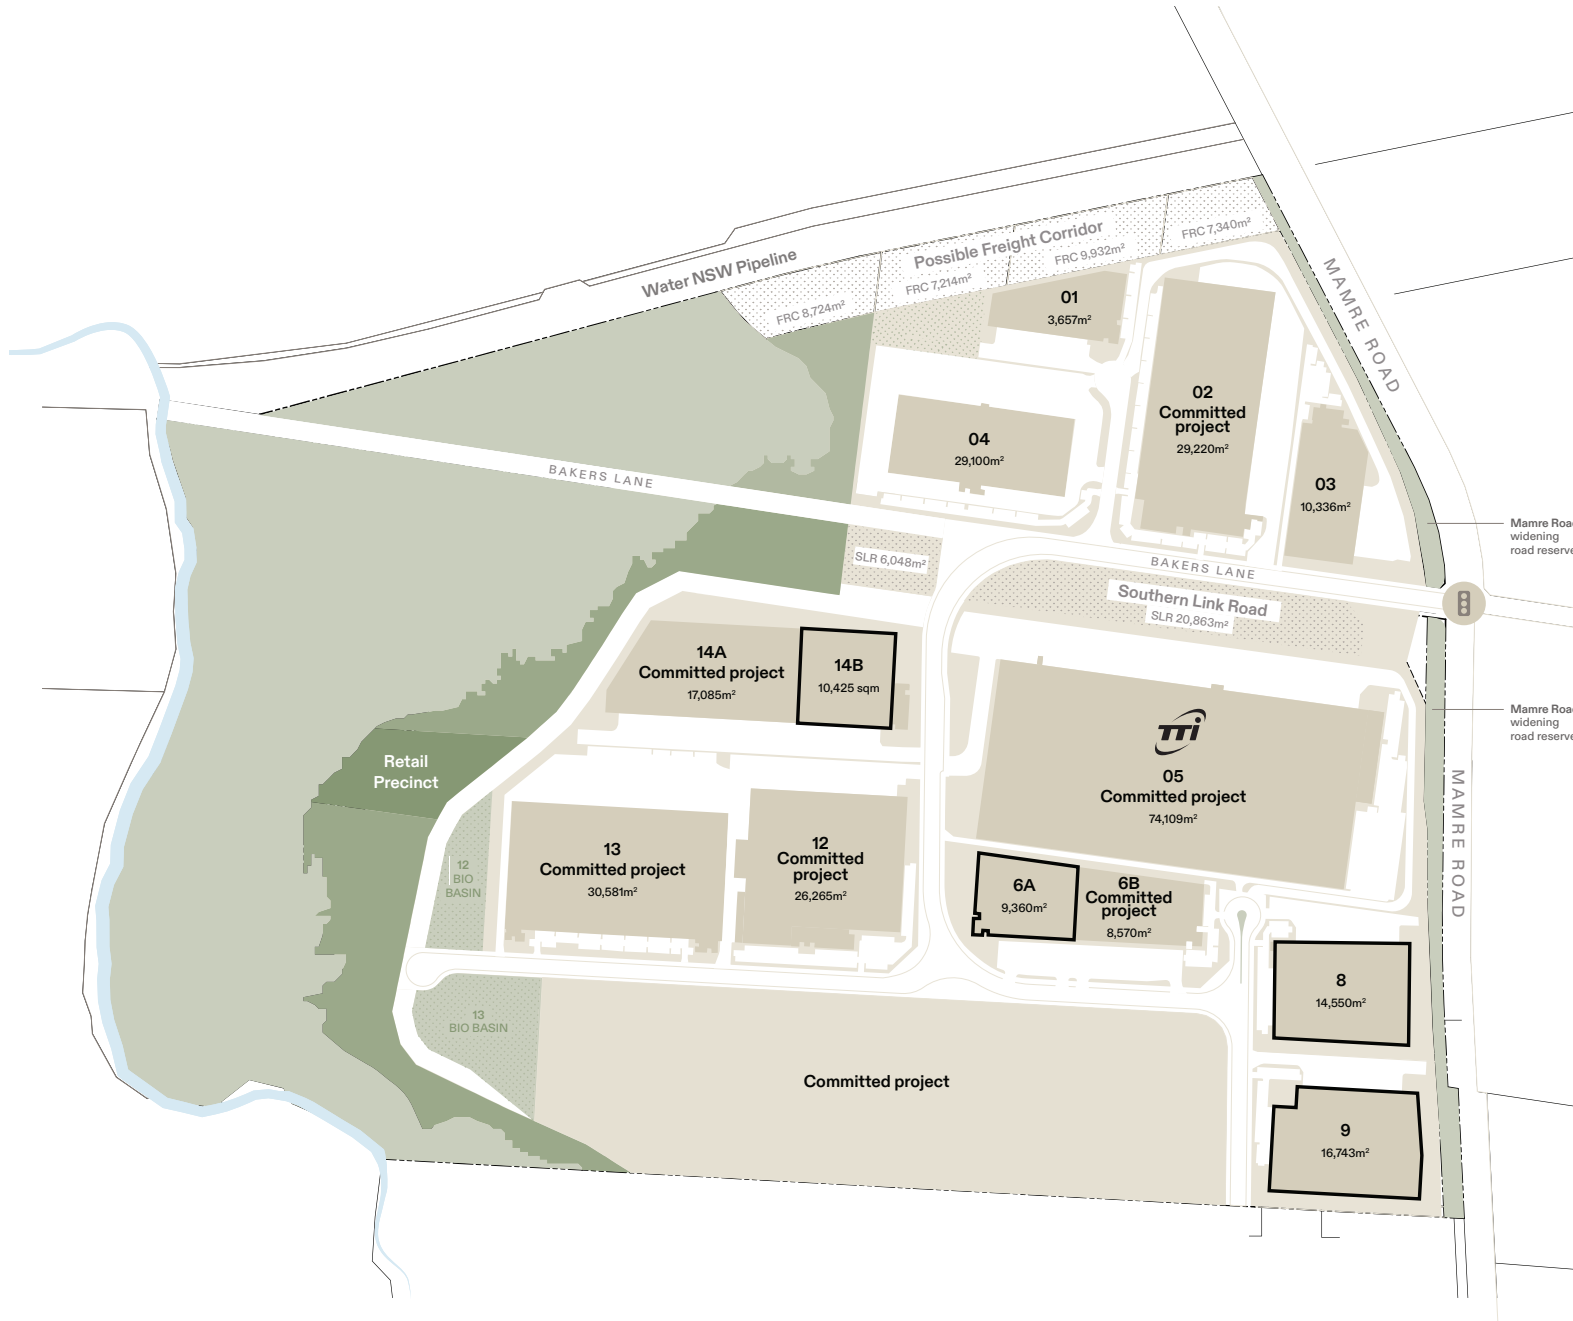 Water NSW Pipeline
Possible Freight Corridor
FRC 8,724m²
FRC 7,214m²
FRC 9,932m²
FRC 7,340m²
MAMRE ROAD
01
3,657m²
02
Committed
project
29,220m²
03
10,336m²
04
29,100m²
BAKERS LANE
Mamre Roa
widening
road reserve
SLR 6,048m²
BAKERS LANE
Southern Link Road
SLR 20,863m²
14A
Committed project
17,085m²
14B
10,425 sqm
Mamre Roa
widening
road reserve
TTI
05
Committed project
74,109m²
Retail
Precinct
MAMRE ROAD
13
Committed project
30,581m²
12
Committed
project
26,265m²
12
BIO
BASIN
6A
9,360m²
6B
Committed
project
8,570m²
8
14,550m²
13
BIO BASIN
Committed project
9
16,743m²